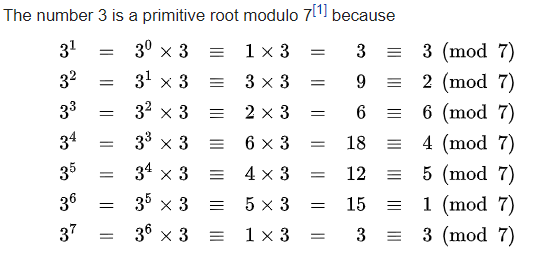 The number 3 is a primitive root modulo 7[1] because
3¹ = 3⁰ × 3 ≡ 1 × 3 = 3 ≡ 3 (mod 7)
3² = 3¹ × 3 ≡ 3 × 3 = 9 ≡ 2 (mod 7)
3³ = 3² × 3 ≡ 2 × 3 = 6 ≡ 6 (mod 7)
3⁴ = 3³ × 3 ≡ 6 × 3 = 18 ≡ 4 (mod 7)
3⁵ = 3⁴ × 3 ≡ 4 × 3 = 12 ≡ 5 (mod 7)
3⁶ = 3⁵ × 3 ≡ 5 × 3 = 15 ≡ 1 (mod 7)
3⁷ = 3⁶ × 3 ≡ 1 × 3 = 3 ≡ 3 (mod 7)